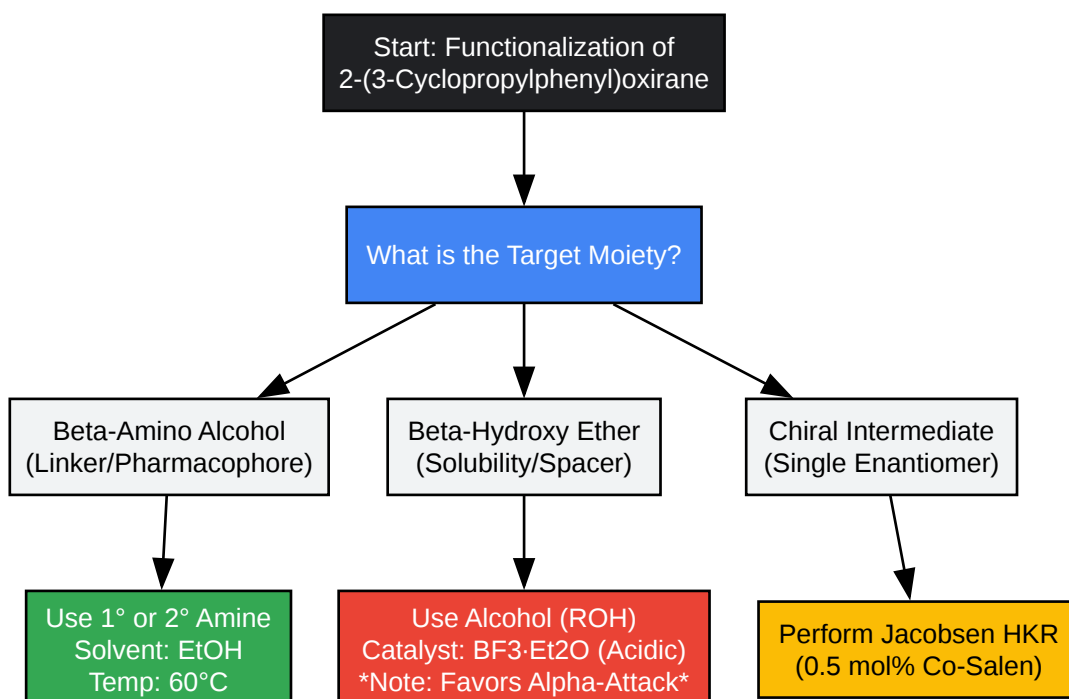 Start: Functionalization of
2-(3-Cyclopropylphenyl)oxirane
What is the Target Moiety?
Beta-Amino Alcohol
(Linker/Pharmacophore)
Beta-Hydroxy Ether
(Solubility/Spacer)
Chiral Intermediate
(Single Enantiomer)
Use 1° or 2° Amine
Solvent: EtOH
Temp: 60°C
Use Alcohol (ROH)
Catalyst: BF3·Et2O (Acidic)
*Note: Favors Alpha-Attack*
Perform Jacobsen HKR
(0.5 mol% Co-Salen)